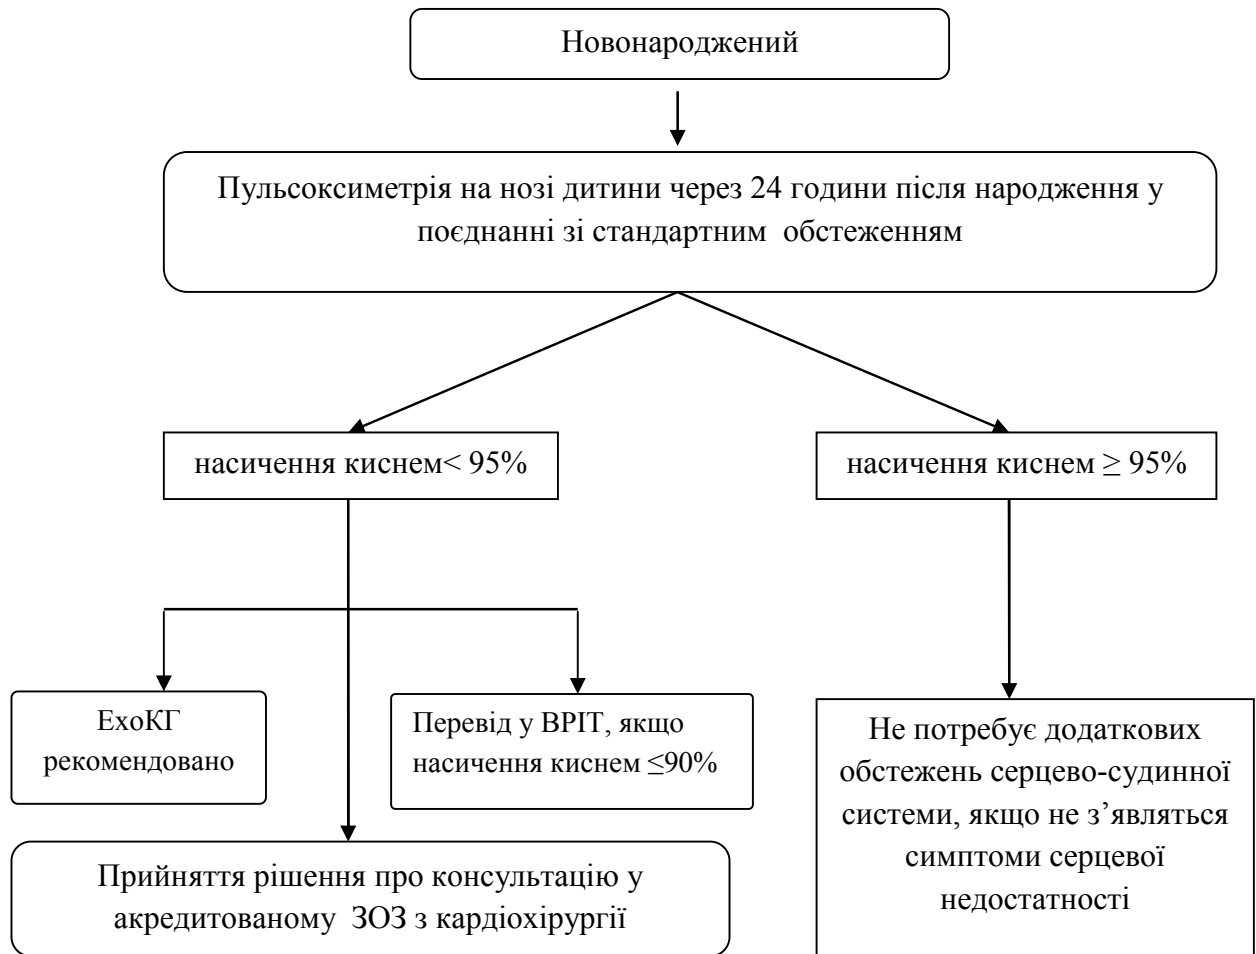 Новонароджений
Пульсоксиметрія на нозі дитини через 24 години після народження у
поєднанні зі стандартним обстеженням
насичення киснем< 95%
насичення киснем ≥ 95%
ЕхоКГ
рекомендовано
Перевід у ВРІТ, якщо
насичення киснем ≤90%
Не потребує додаткових
обстежень серцево-судинної
системи, якщо не з’являться
симптоми серцевої
недостатності
Прийняття рішення про консультацію у
акредитованому ЗОЗ з кардіохірургії